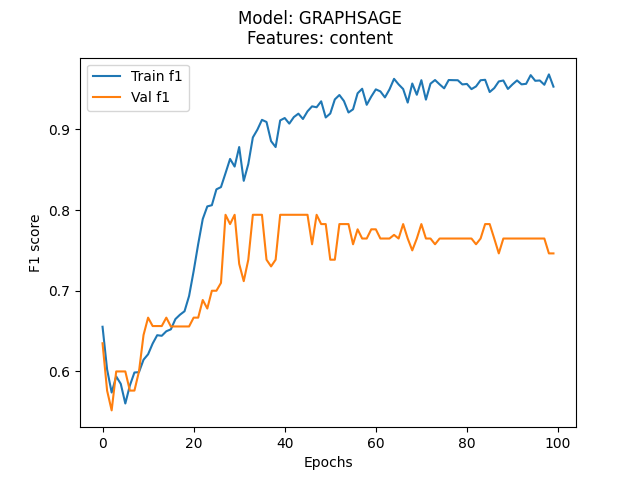 Model: GRAPHSAGE
Features: content
Train f1
Val f1
F1 score
0.9
0.8
0.7
0.6
0
20
40
60
80
100
Epochs